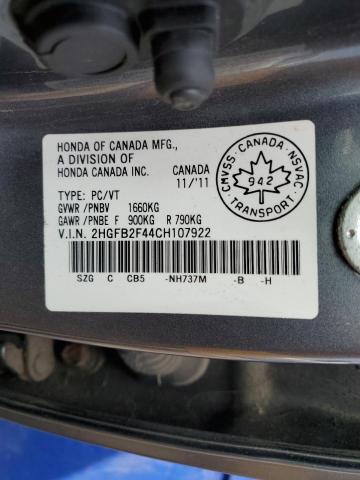 HONDA OF CANADA MFG.,
A DIVISION OF
HONDA CANADA INC. CANADA
11/'11
TYPE: PC/VT
GVWR/PNBV 1660KG
GAWR/PNBE F 900KG R 790KG
V.I.N. 2HGFB2F44CH107922
SZG C CB5 -NH737M -B -H
CMVSS CANADA NSVAC
942
TRANSPORT